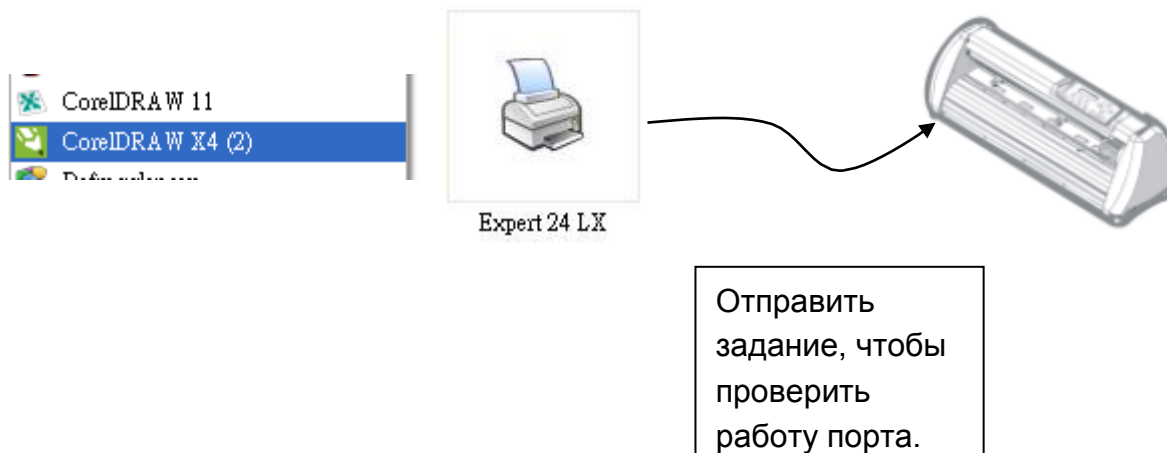 CorelDRAW 11
CorelDRAW X4 (2)
Expert 24 LX
Отправить
задание, чтобы
проверить
работу порта.